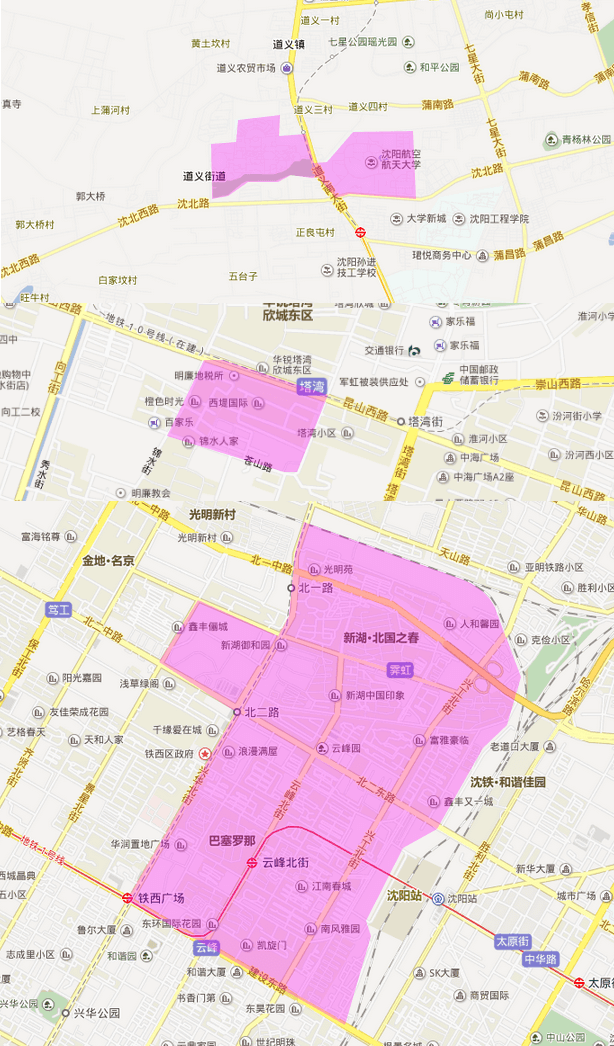 道义一村
尚小屯村
孝信街
黄土坟村
道义镇
七星公园瑶光园
七星大街
道义农贸市场
和平公园
蒲南路
真寺
上蒲河村
道义三村
道义四村
蒲南路
七星大街
青杨林公园
沈阳航空
航天大学
道义街道
沈北路
郭大桥
沈北路
道义南大街
大学新城
沈阳工程学院
郭大桥村
沈北西路
正良屯村
蒲昌路
蒲昌路
沈北西路
沈阳孙进
技工学校
珺悦商务中心
白家坟村
五台子
旺牛村
欣城东区
淮河小学
地铁-1-0-号线-(在建)
家乐福
交通银行
家乐福
向工街
华锐塔湾
欣城东区
明廉地税所
塔湾
军虹被装供应处
中国邮政
储蓄银行
崇山西路
向工二校
橙色时光
西堤国际
昆山西路
塔湾街
汾河街小学
百家乐
锦水人家
塔湾小区
淮河小区
锦水街
苍山路
中海广场
汾河西小区
秀水街
塔湾街
中海广场A2座
昆山西路
明廉教会
北一中路
光明新村
华山路
富海铭尊
光明新村
天山路
金地·名京
北一中路
光明苑
亚明铁路小区
北一路
胜利小区
笃工
鑫丰俪城
人和馨园
北二中路
新湖·北国之春
克俭小区
保工北街
新湖御和园
霁虹
阳光嘉园
浅草绿阁
兴工北街
哈尔滨路
友佳荣成花园
新湖中国印象
北二路
艺格春天
天和人家
千缘爱在城
富雅豪临
老道口大厦
铁西区政府
浪漫满屋
云峰园
齐贤北街
景星北街
兴华北街
云峰北街
北二东路
沈铁·和谐佳园
鑫丰又一城
地铁-1-号线
华润置地广场
巴塞罗那
兴工北街
胜利北街
云峰北街
新华大厦
西城晶典
江南春城
铁西广场
沈阳站
沈阳站
城市广场
东环国际花园
南风雅园
鲁尔大厦
云峰
太原街
志成里小区
和谐园
凯旋门
中华路
和谐大厦
建设东路
SK大厦
太原街
书香门第
商贸国际
兴华公园
兴华公园
东昊花园
世纪明珠
中山公园